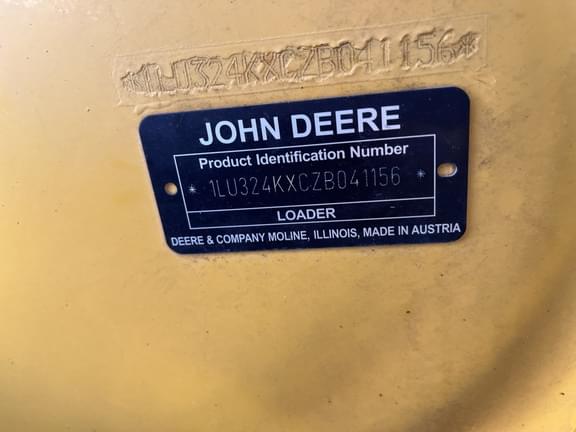 *1LU324KXCZB041156*
JOHN DEERE
Product Identification Number
* 1LU324KXCZB041156 *
LOADER
DEERE & COMPANY MOLINE, ILLINOIS, MADE IN AUSTRIA